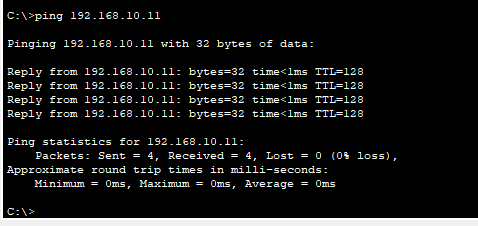 C:\>ping 192.168.10.11
Pinging 192.168.10.11 with 32 bytes of data:
Reply from 192.168.10.11: bytes=32 time<1ms TTL=128
Reply from 192.168.10.11: bytes=32 time<1ms TTL=128
Reply from 192.168.10.11: bytes=32 time<1ms TTL=128
Reply from 192.168.10.11: bytes=32 time<1ms TTL=128
Ping statistics for 192.168.10.11:
Packets: Sent = 4, Received = 4, Lost = 0 (0% loss),
Approximate round trip times in milli-seconds:
Minimum = 0ms, Maximum = 0ms, Average = 0ms
C:\>